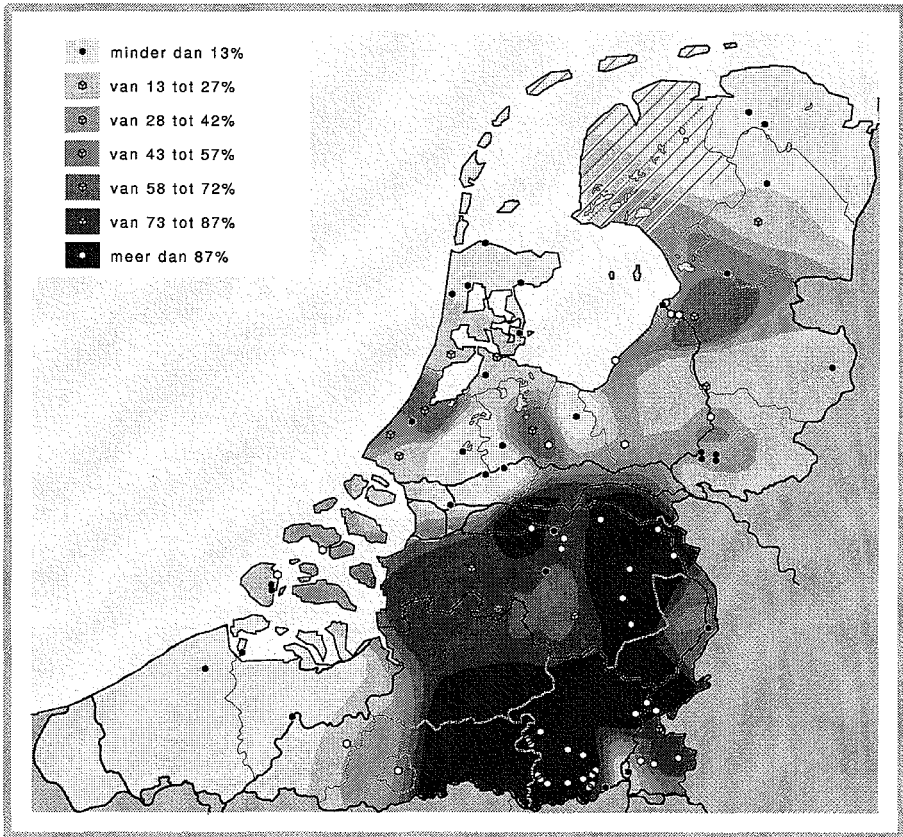 minder dan 13%
van 13 tot 27%
van 28 tot 42%
van 43 tot 57%
van 58 tot 72%
van 73 tot 87%
meer dan 87%